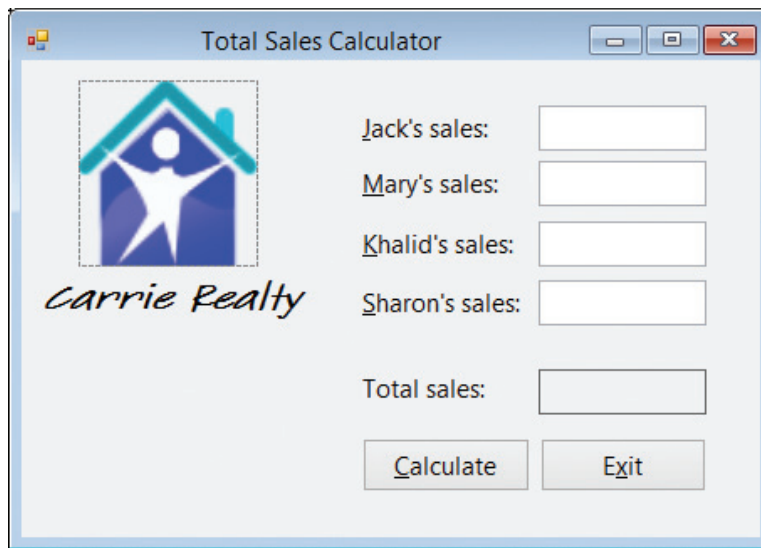 Total Sales Calculator
Jack's sales:
Mary's sales:
Khalid's sales:
Carrie Realty
Sharon's sales:
Total sales:
Calculate
Exit